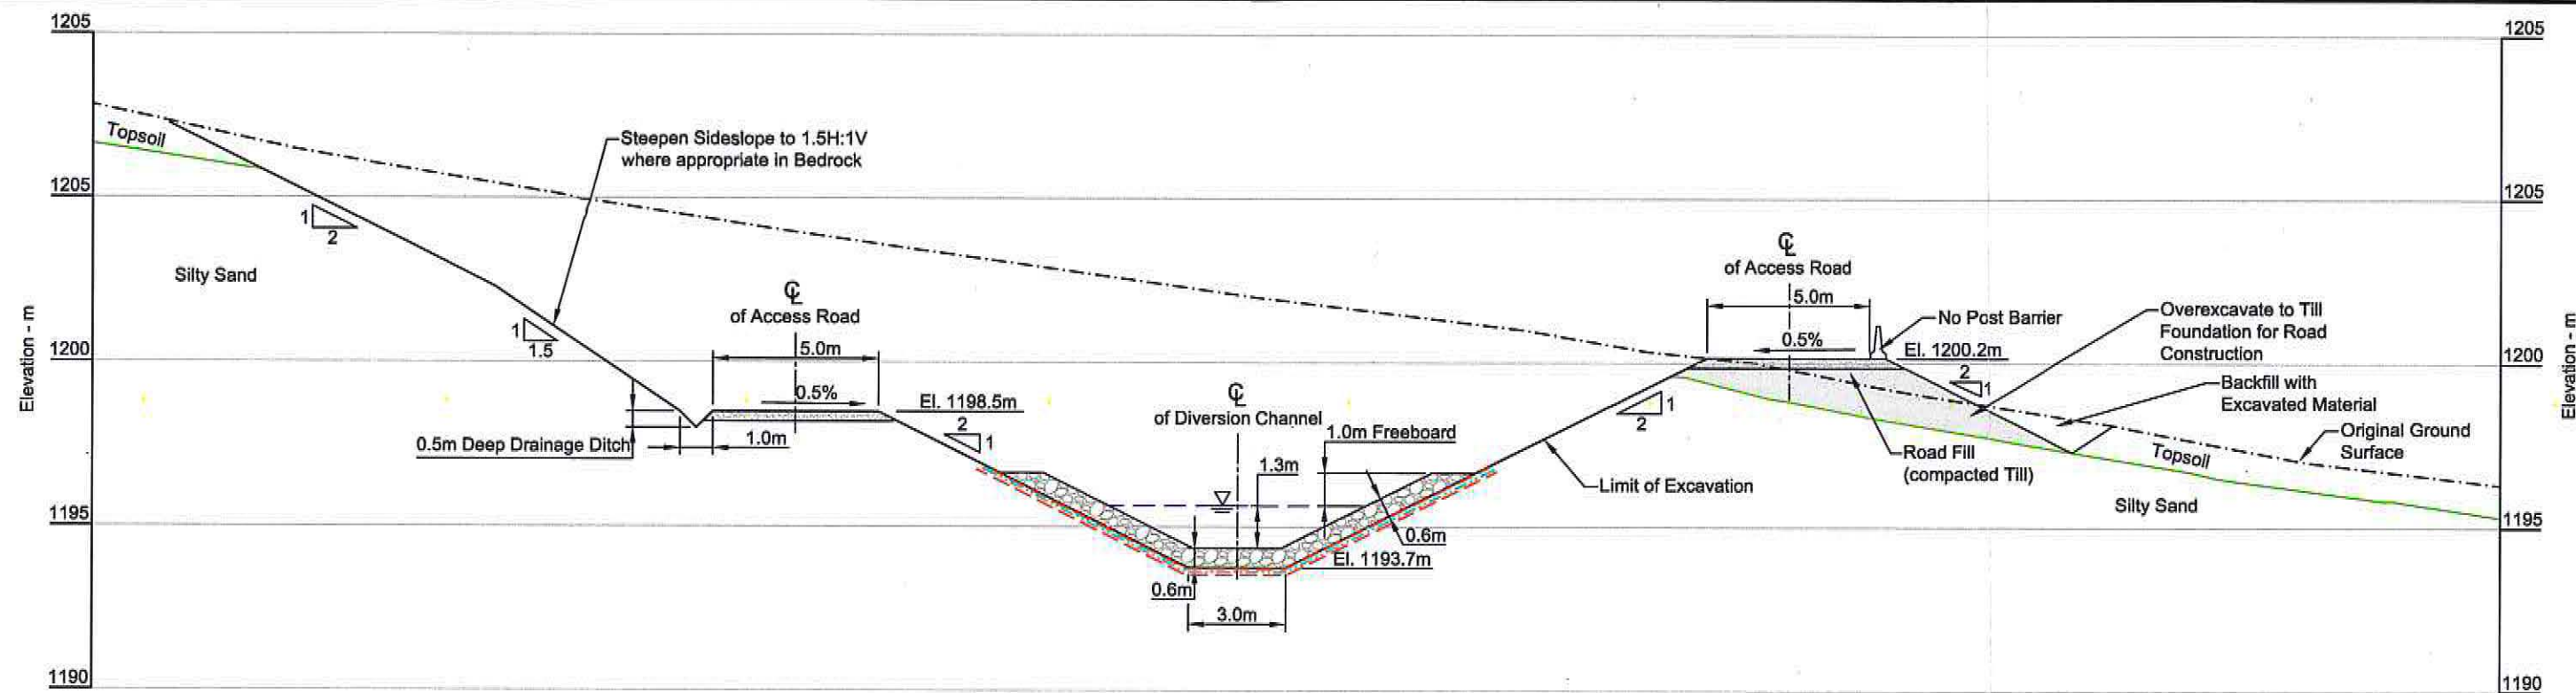 1205
1205
Topsoil
Steepen Sideslope to 1.5H:1V
where appropriate in Bedrock
1205
1205
1
2
Silty Sand
℄
of Access Road
5.0m
No Post Barrier
Overexcavate to Till
Foundation for Road
Construction
0.5%
El. 1200.2m
2
1
Backfill with
Excavated Material
Original Ground
Surface
Topsoil
Silty Sand
Road Fill
(compacted Till)
Elevation - m
Elevation - m
1
1.5
℄
of Access Road
5.0m
1200
1200
0.5%
El. 1198.5m
2
1
0.5m Deep Drainage Ditch
1.0m
℄
of Diversion Channel
1.0m Freeboard
1.3m
1
2
Limit of Excavation
0.6m
El. 1193.7m
0.6m
3.0m
1195
1195
1190
1190